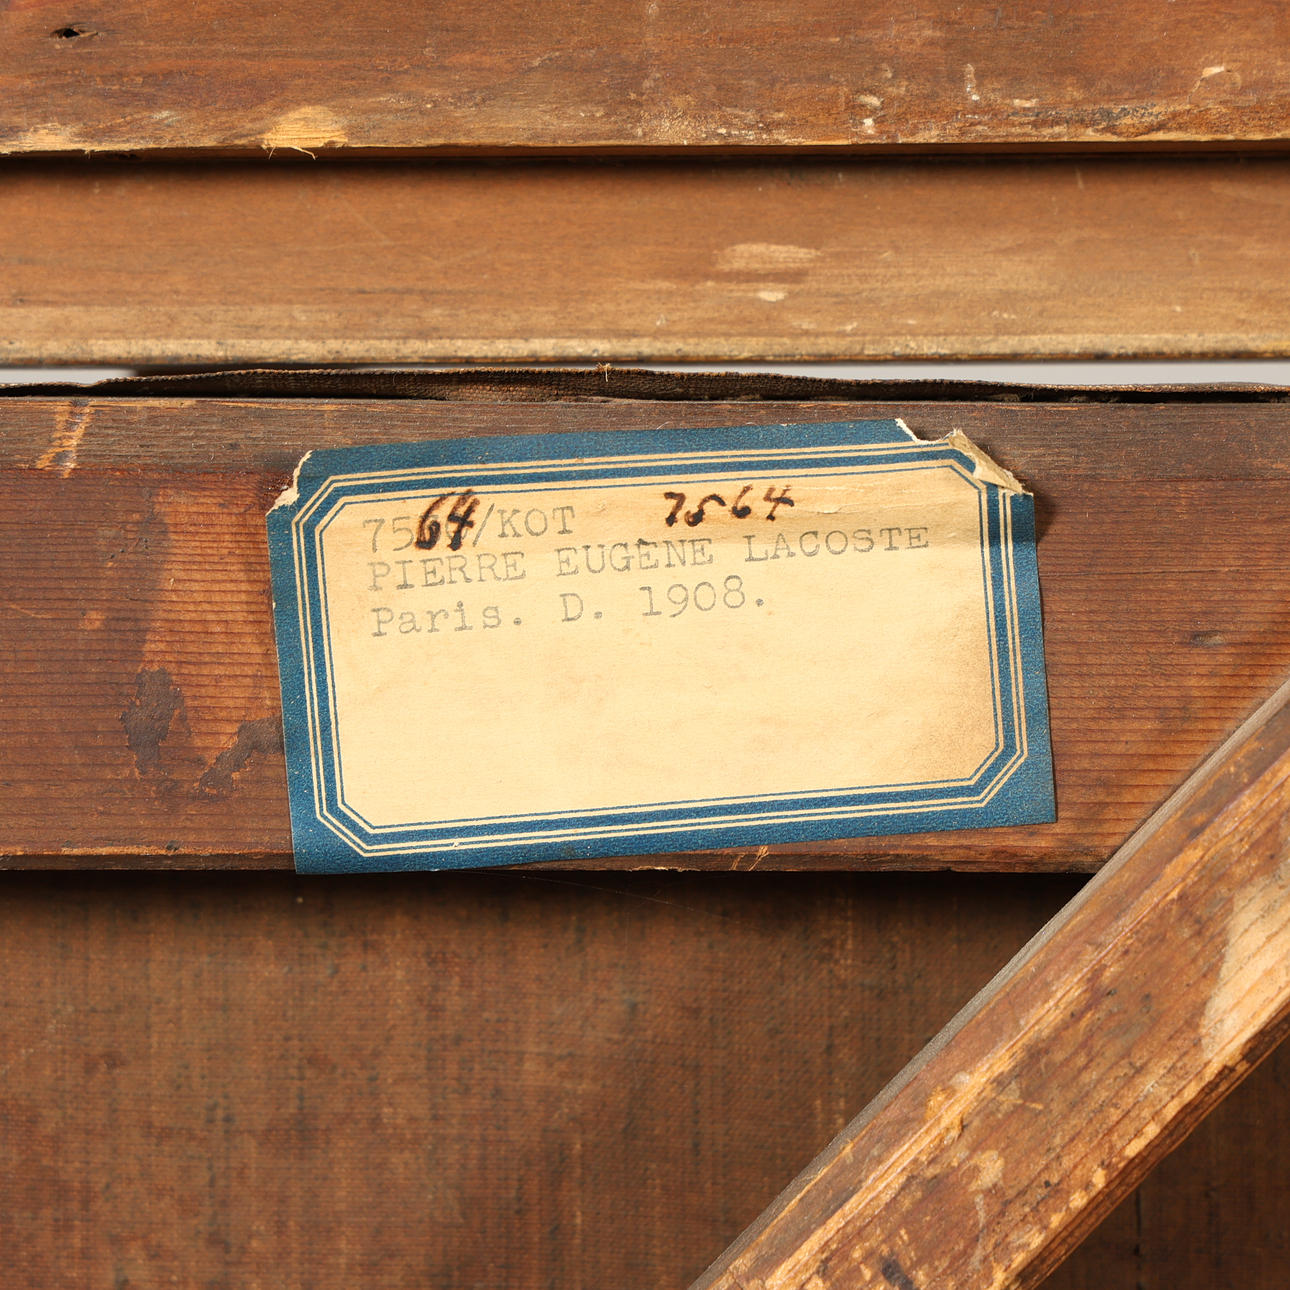 7564/KOT 7564
PIERRE EUGÈNE LACOSTE
Paris. D. 1908.